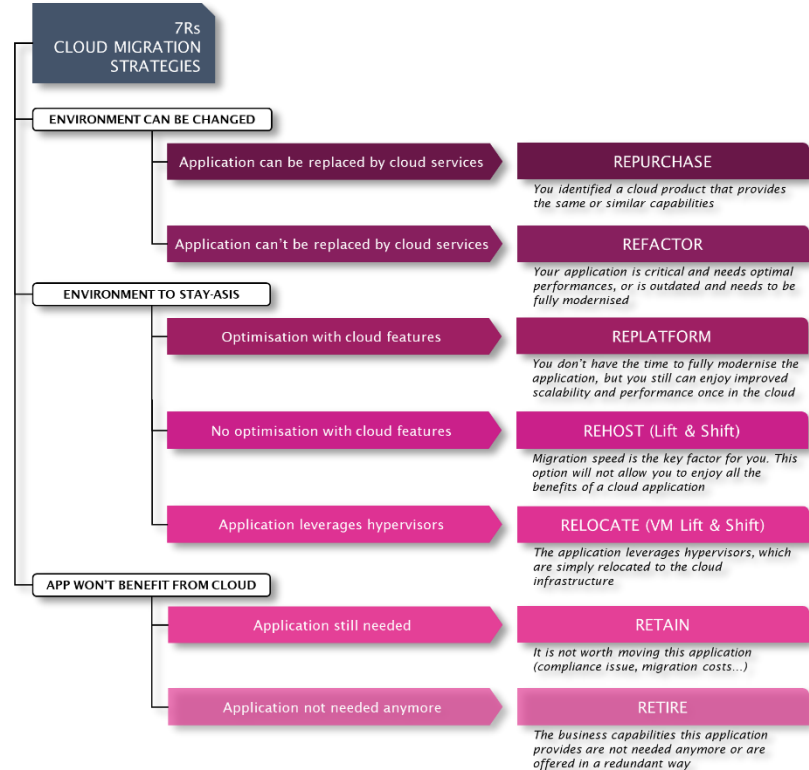 7Rs
CLOUD MIGRATION
STRATEGIES
ENVIRONMENT CAN BE CHANGED
Application can be replaced by cloud services
REPURCHASE
You identified a cloud product that provides
the same or similar capabilities
Application can't be replaced by cloud services
REFACTOR
Your application is critical and needs optimal
performances, or is outdated and needs to be
fully modernised
ENVIRONMENT TO STAY-ASIS
Optimisation with cloud features
REPLATFORM
You don't have the time to fully modernise the
application, but you still can enjoy improved
scalability and performance once in the cloud
No optimisation with cloud features
REHOST (Lift & Shift)
Migration speed is the key factor for you. This
option will not allow you to enjoy all the
benefits of a cloud application
Application leverages hypervisors
RELOCATE (VM Lift & Shift)
The application leverages hypervisors, which
are simply relocated to the cloud
infrastructure
APP WON'T BENEFIT FROM CLOUD
Application still needed
RETAIN
It is not worth moving this application
(compliance issue, migration costs...)
Application not needed anymore
RETIRE
The business capabilities this application
provides are not needed anymore or are
offered in a redundant way